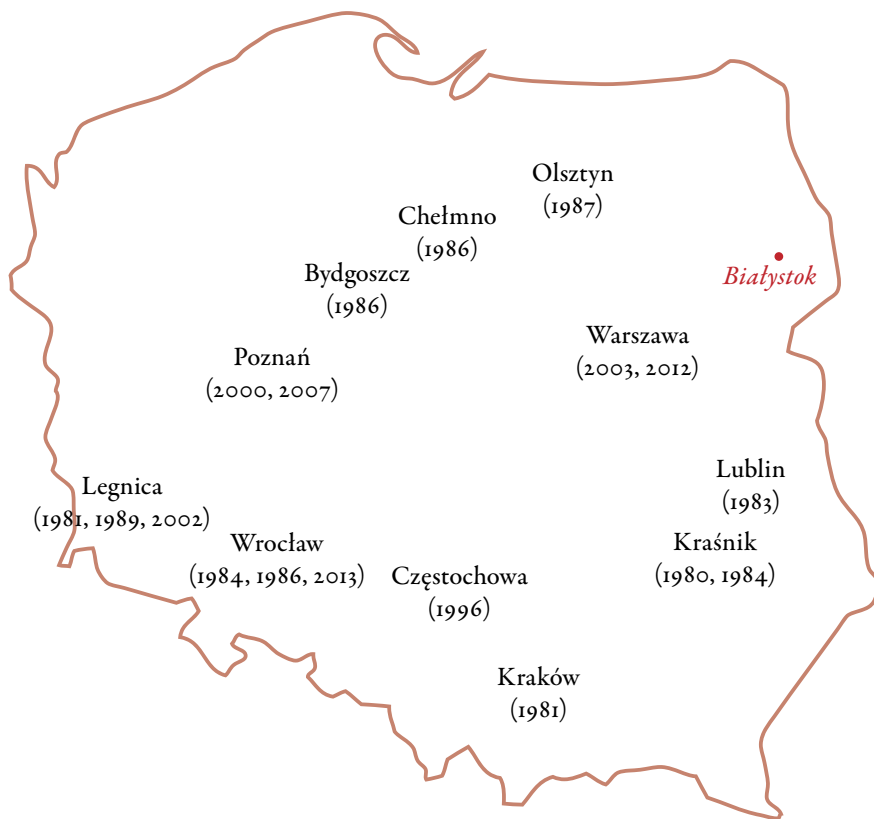 Olsztyn
(1987)
Chełmno
(1986)
Białystok
Bydgoszcz
(1986)
Warszawa
(2003, 2012)
Poznań
(2000, 2007)
Lublin
(1983)
Legnica
(1981, 1989, 2002)
Wrocław
(1984, 1986, 2013)
Kraśnik
(1980, 1984)
Częstochowa
(1996)
Kraków
(1981)